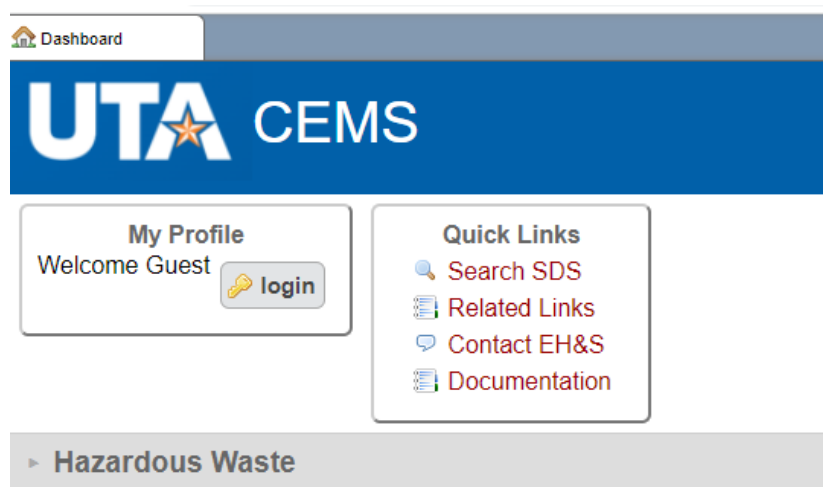 Dashboard
UTA CEMS
My Profile
Welcome Guest
login
Quick Links
Search SDS
Related Links
Contact EH&S
Documentation
Hazardous Waste